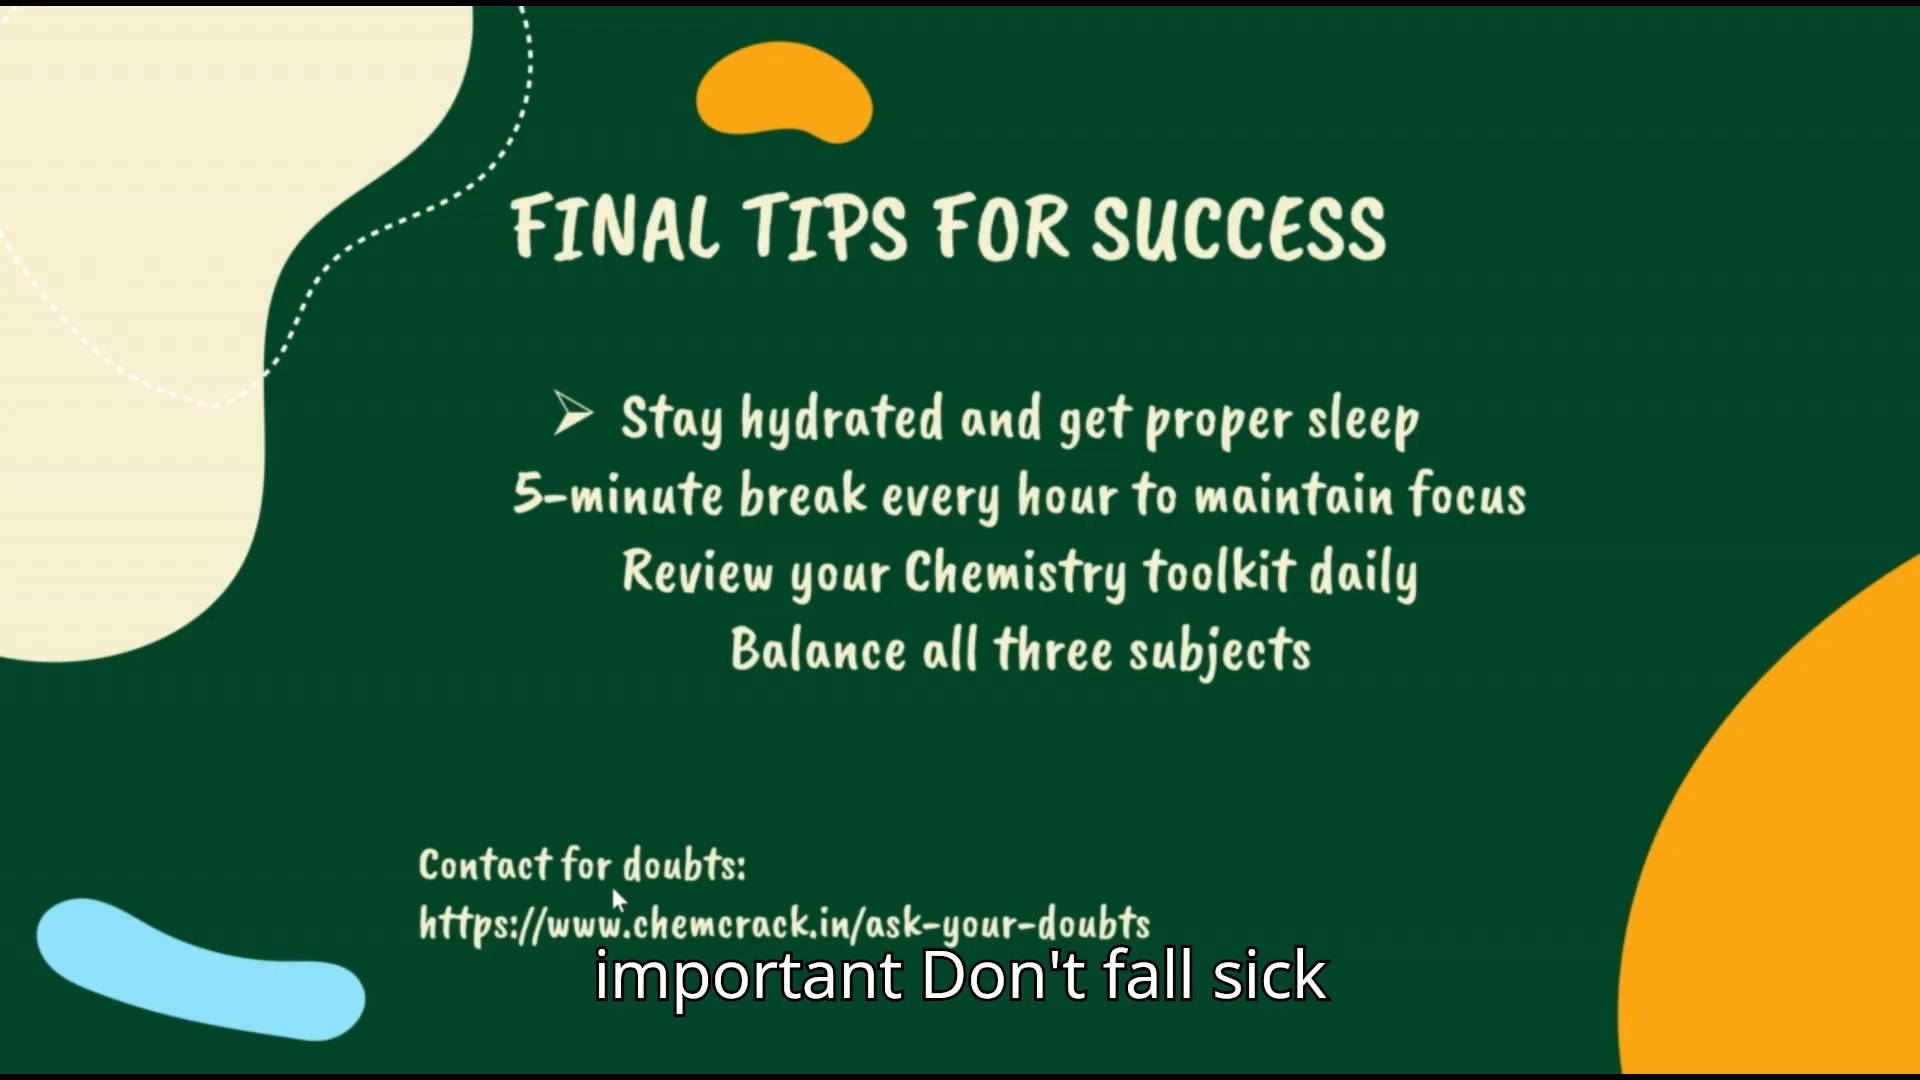 FINAL TIPS FOR SUCCESS
➢ Stay hydrated and get proper sleep
5-minute break every hour to maintain focus
Review your Chemistry toolkit daily
Balance all three subjects
Contact for doubts:
https://www.chemcrack.in/ask-your-doubts
important Don't fall sick